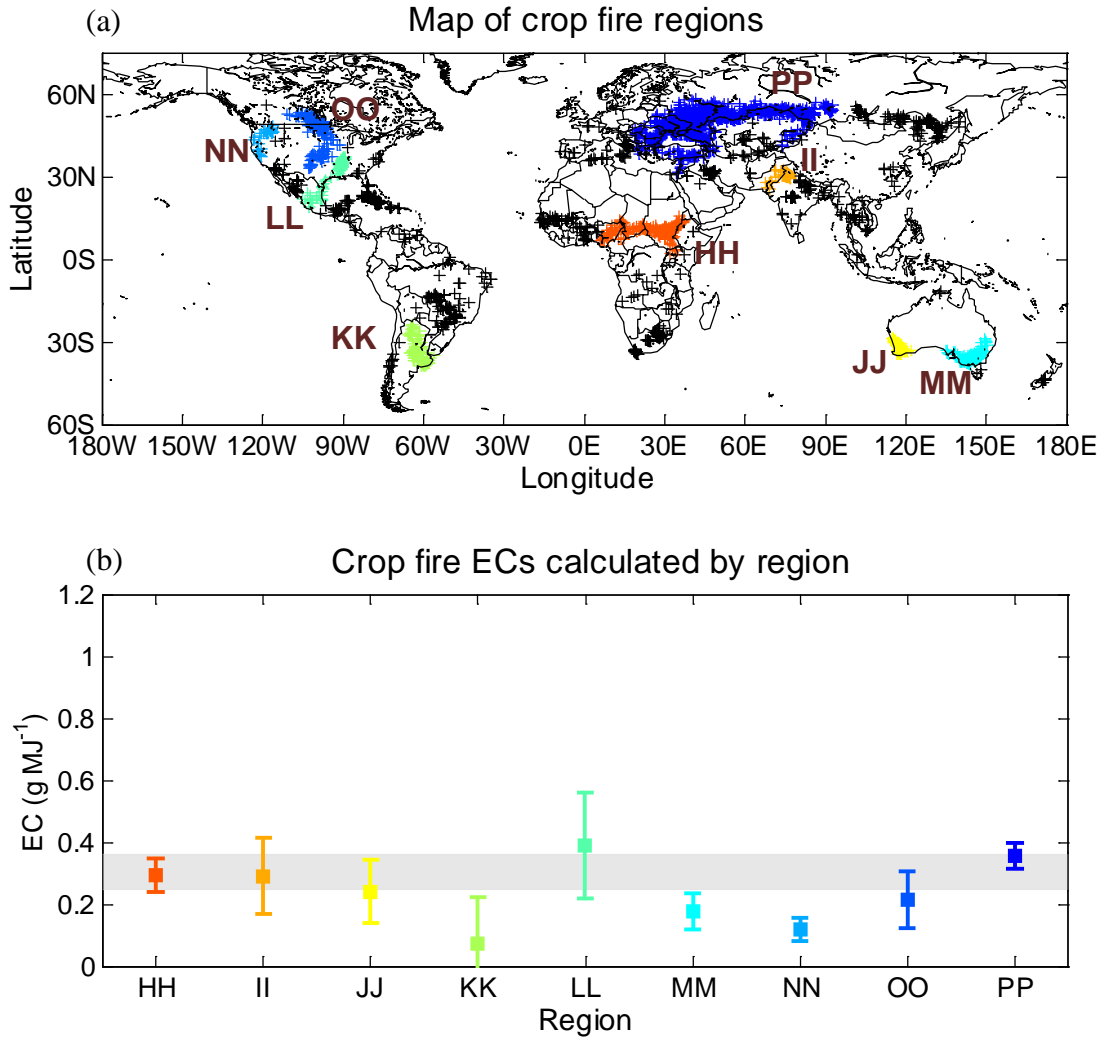 (a) Map of crop fire regions
60N
30N
0S
30S
60S
Latitude
OO
PP
NN
II
LL
HH
KK
JJ
MM
180W 150W 120W 90W 60W 30W 0E 30E 60E 90E 120E 150E 180E
Longitude
(b) Crop fire ECs calculated by region
1.2
1
0.8
0.6
0.4
0.2
0
EC (g MJ⁻¹)
HH II JJ KK LL MM NN OO PP
Region